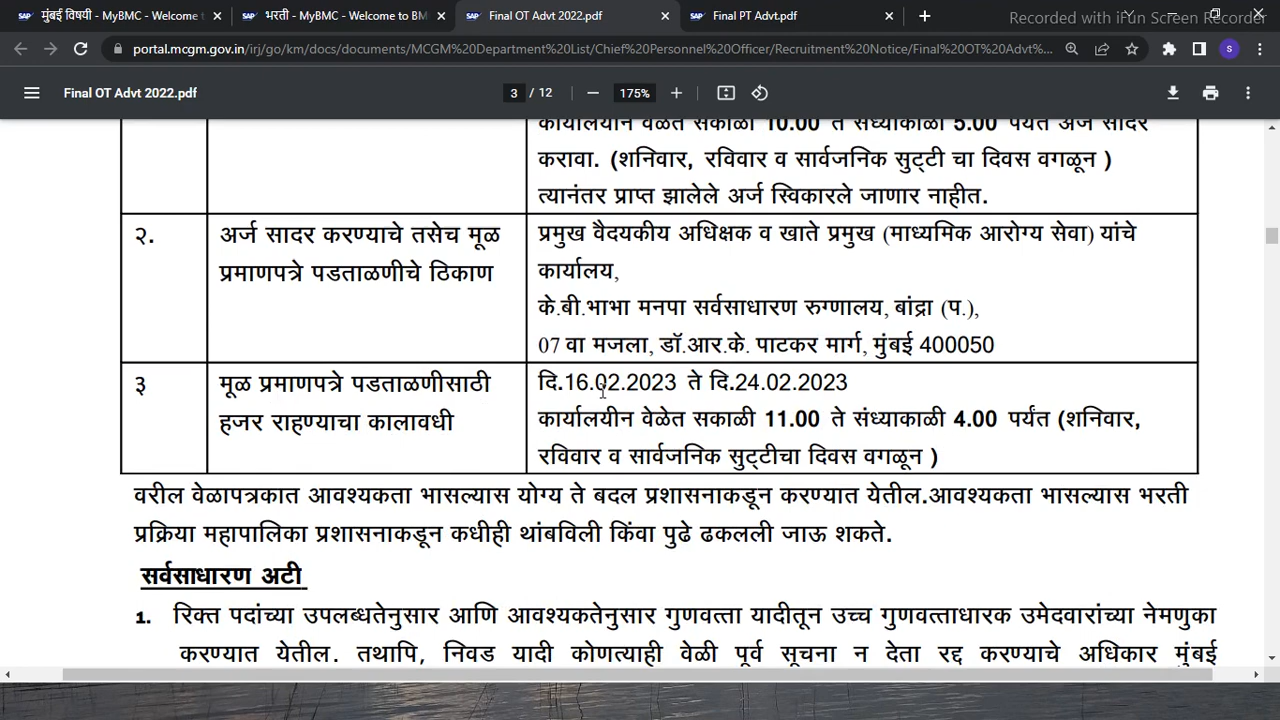 मुंबई विषयी - MyBMC - Welcome t
भरती - MyBMC - Welcome to BM
Final OT Advt 2022.pdf
Final PT Advt.pdf
Recorded with iFun Screen Recorder
portal.mcgm.gov.in/irj/go/km/docs/documents/MCGM%20Department%20List/Chief%20Personnel%20Officer/Recruitment%20Notice/Final%20OT%20Advt%...
S
Final OT Advt 2022.pdf
3 / 12
175%
कार्यालयीन वेळेत सकाळी 10.00 ते संध्याकाळी 5.00 पर्यंत अर्ज सादर
करावा. (शनिवार, रविवार व सार्वजनिक सुट्टी चा दिवस वगळून )
त्यानंतर प्राप्त झालेले अर्ज स्विकारले जाणार नाहीत.
२.
अर्ज सादर करण्याचे तसेच मूळ
प्रमाणपत्रे पडताळणीचे ठिकाण
प्रमुख वैदयकीय अधिक्षक व खाते प्रमुख (माध्यमिक आरोग्य सेवा) यांचे
कार्यालय,
के.बी.भाभा मनपा सर्वसाधारण रुग्णालय, बांद्रा (प.),
07 वा मजला, डॉ.आर.के. पाटकर मार्ग, मुंबई 400050
३
मूळ प्रमाणपत्रे पडताळणीसाठी
हजर राहण्याचा कालावधी
दि.16.02.2023 ते दि.24.02.2023
कार्यालयीन वेळेत सकाळी 11.00 ते संध्याकाळी 4.00 पर्यंत (शनिवार,
रविवार व सार्वजनिक सुट्टीचा दिवस वगळून )
वरील वेळापत्रकात आवश्यकता भासल्यास योग्य ते बदल प्रशासनाकडून करण्यात येतील.आवश्यकता भासल्यास भरती
प्रक्रिया महापालिका प्रशासनाकडून कधीही थांबविली किंवा पुढे ढकलली जाऊ शकते.
सर्वसाधारण अटी
1. रिक्त पदांच्या उपलब्धतेनुसार आणि आवश्यकतेनुसार गुणवत्ता यादीतून उच्च गुणवत्ताधारक उमेदवारांच्या नेमणुका
करण्यात येतील. तथापि, निवड यादी कोणत्याही वेळी पूर्व सूचना न देता रद्द करण्याचे अधिकार मुंबई